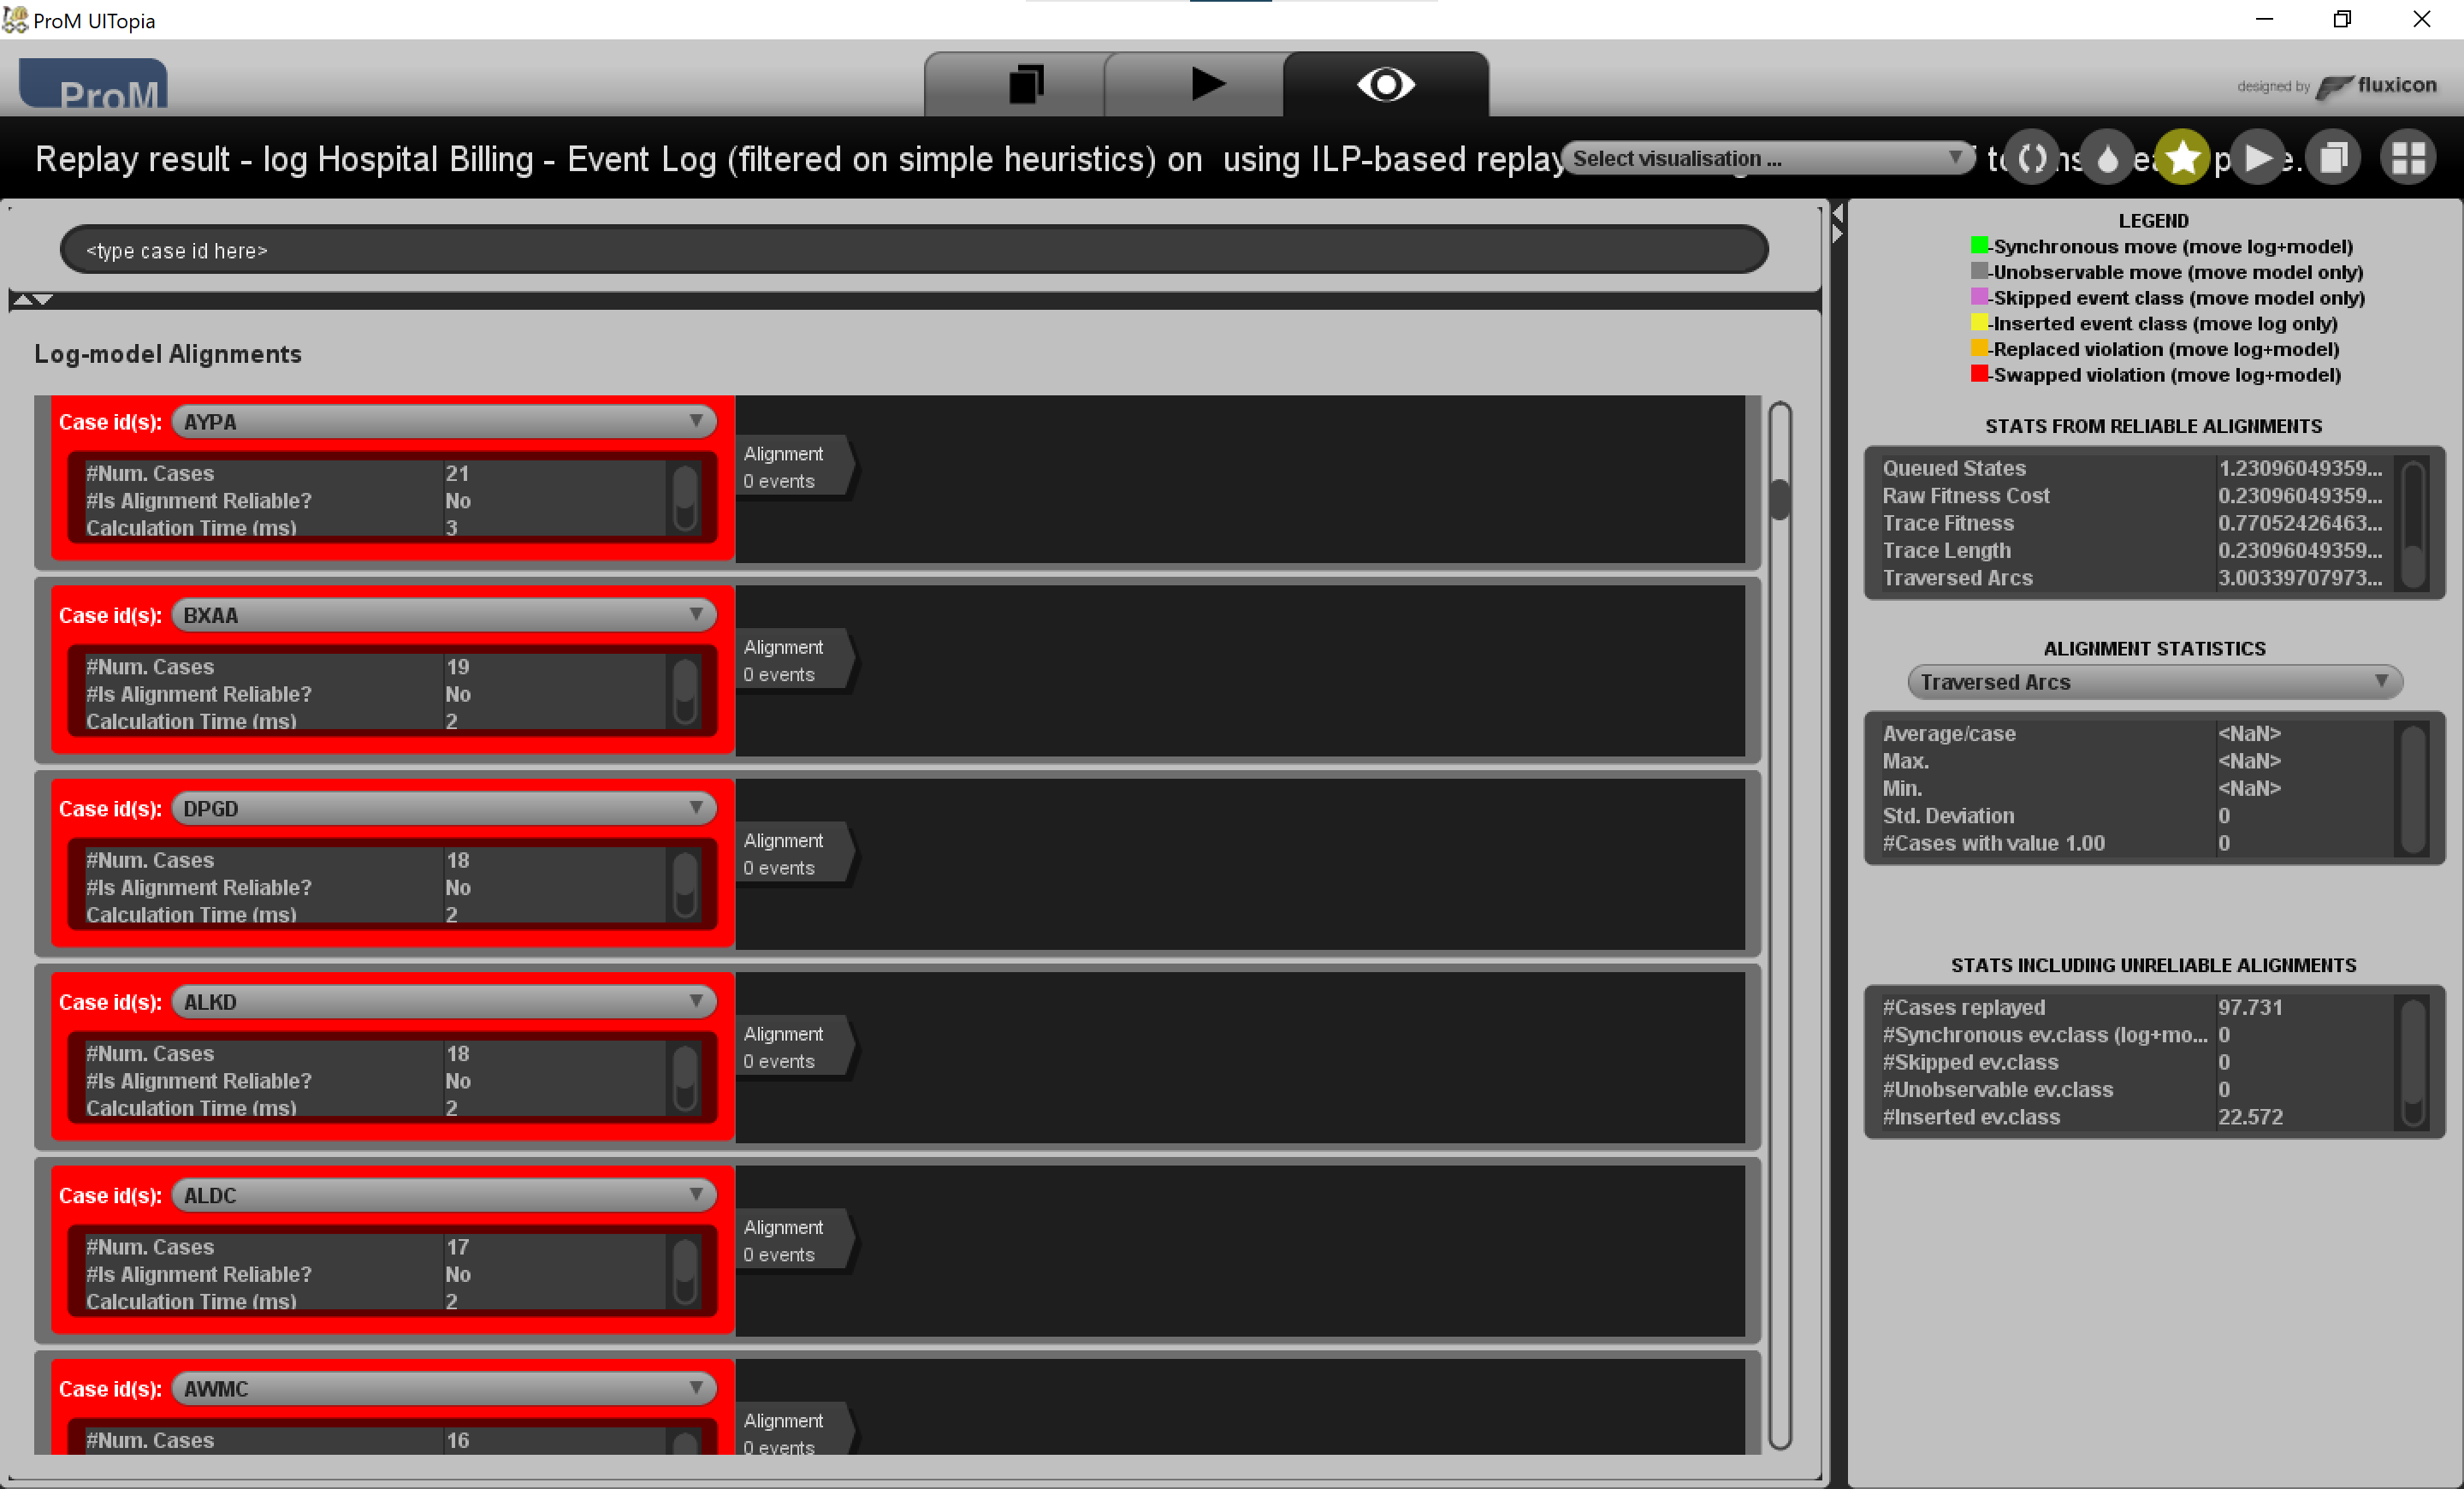 ProM UITopia
ProM
designed by fluxicon
Replay result - log Hospital Billing - Event Log (filtered on simple heuristics) on using ILP-based replay
Select visualisation ...
<type case id here>
Log-model Alignments
Case id(s): AYPA
#Num. Cases 21
#Is Alignment Reliable? No
Calculation Time (ms) 3
Alignment
0 events
Case id(s): BXAA
#Num. Cases 19
#Is Alignment Reliable? No
Calculation Time (ms) 2
Alignment
0 events
Case id(s): DPGD
#Num. Cases 18
#Is Alignment Reliable? No
Calculation Time (ms) 2
Alignment
0 events
Case id(s): ALKD
#Num. Cases 18
#Is Alignment Reliable? No
Calculation Time (ms) 2
Alignment
0 events
Case id(s): ALDC
#Num. Cases 17
#Is Alignment Reliable? No
Calculation Time (ms) 2
Alignment
0 events
Case id(s): AWMC
#Num. Cases 16
Alignment
0 events
LEGEND
-Synchronous move (move log+model)
-Unobservable move (move model only)
-Skipped event class (move model only)
-Inserted event class (move log only)
-Replaced violation (move log+model)
-Swapped violation (move log+model)
STATS FROM RELIABLE ALIGNMENTS
Queued States 1.23096049359...
Raw Fitness Cost 0.23096049359...
Trace Fitness 0.77052426463...
Trace Length 0.23096049359...
Traversed Arcs 3.00339707973...
ALIGNMENT STATISTICS
Traversed Arcs
Average/case <NaN>
Max. <NaN>
Min. <NaN>
Std. Deviation 0
#Cases with value 1.00 0
STATS INCLUDING UNRELIABLE ALIGNMENTS
#Cases replayed 97.731
#Synchronous ev.class (log+mo... 0
#Skipped ev.class 0
#Unobservable ev.class 0
#Inserted ev.class 22.572